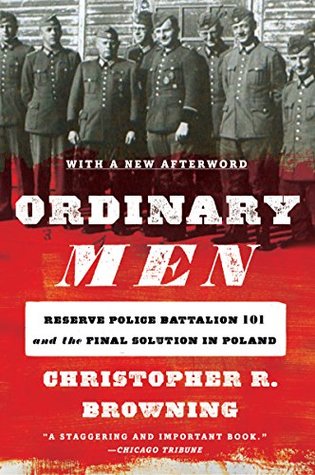 WITH A NEW AFTERWORD
ORDINARY
MEN
RESERVE POLICE BATTALION 101
and the FINAL SOLUTION IN POLAND
CHRISTOPHER R.
BROWNING
"A STAGGERING AND IMPORTANT BOOK."
—CHICAGO TRIBUNE